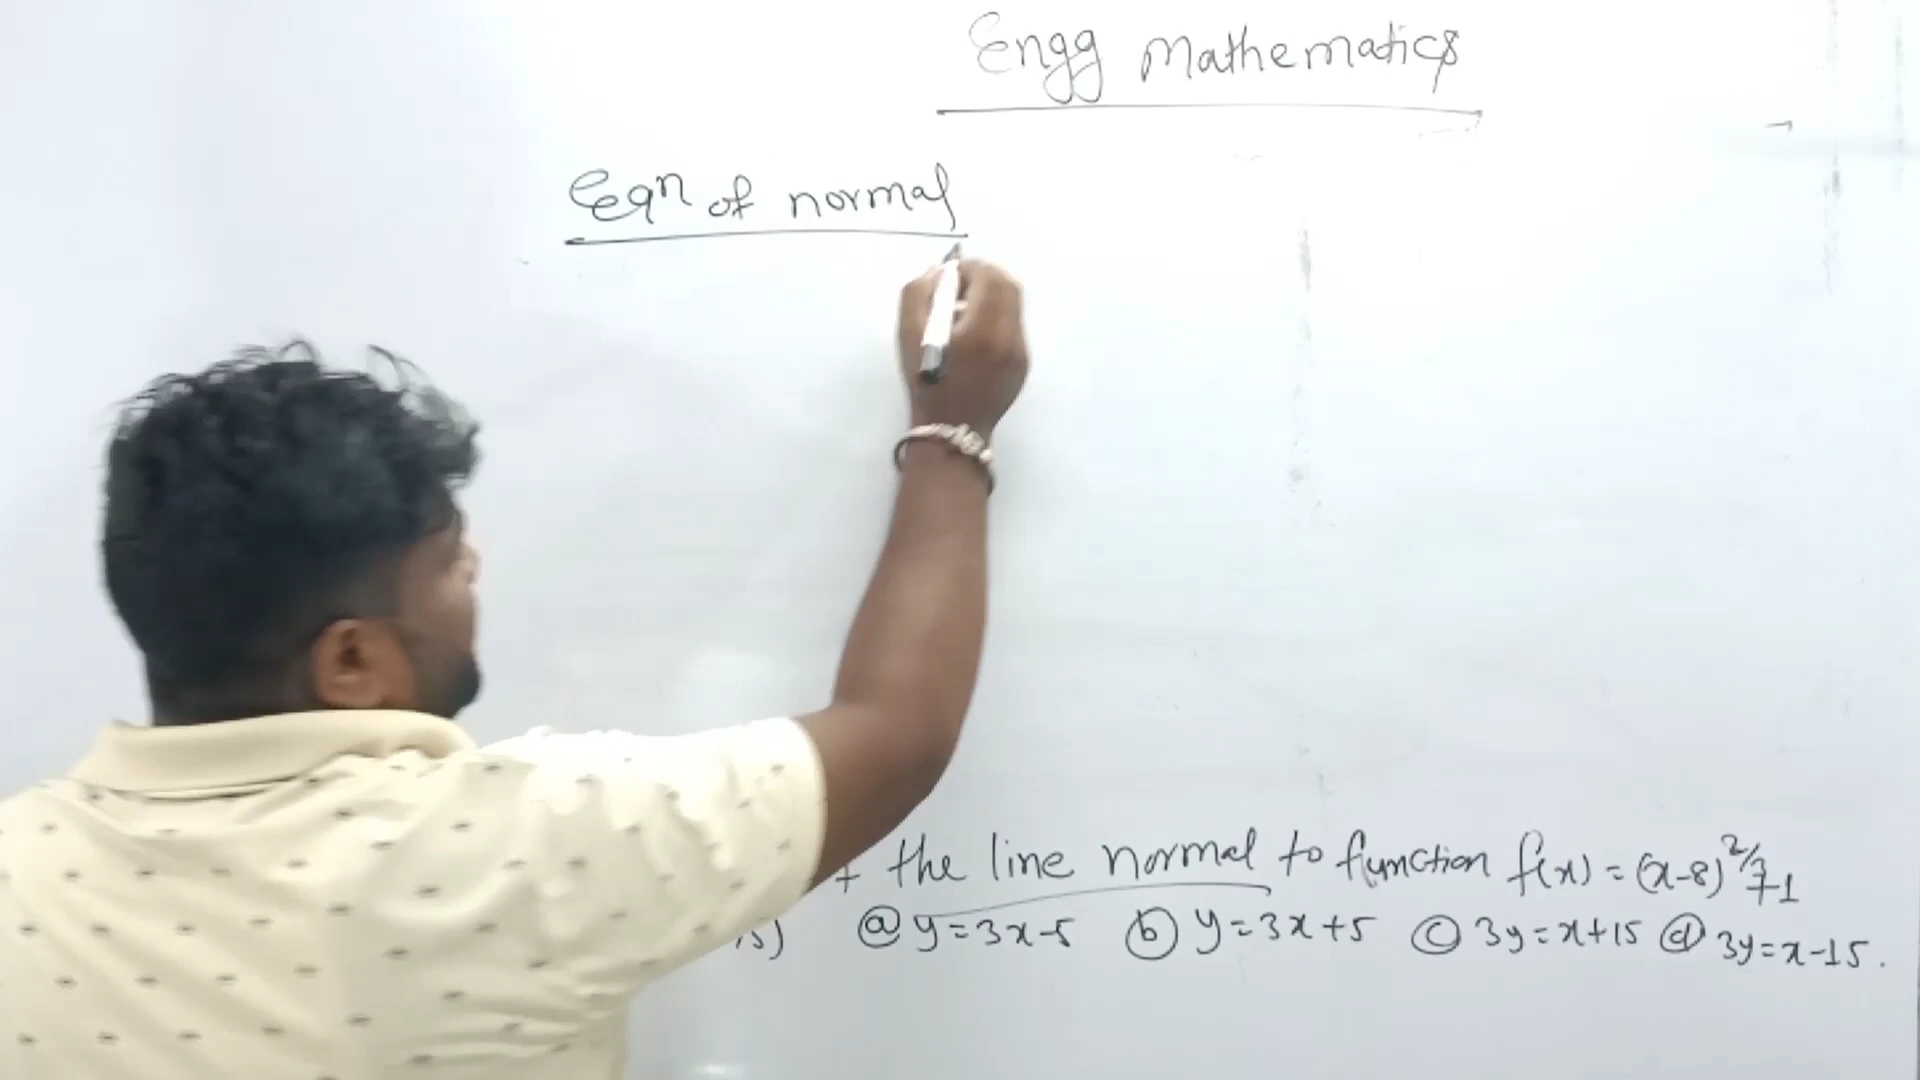 Engg Mathematics
Eqn of normal
the line normal to function f(x) = (x-8)^2/3 +1
ⓐ y=3x-5 ⓑ y=3x+5 ⓒ 3y=x+15 ⓓ 3y=x-15.